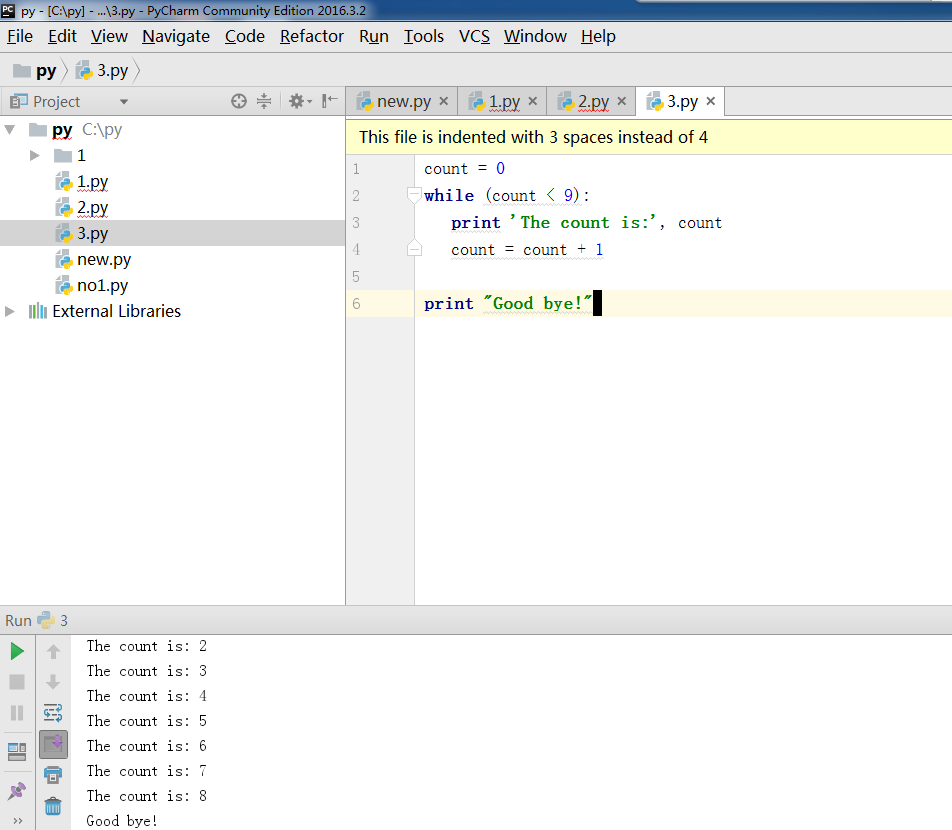 PC py - [C:\py] - ...\3.py - PyCharm Community Edition 2016.3.2
File Edit View Navigate Code Refactor Run Tools VCS Window Help
py 3.py
Project
new.py 1.py 2.py 3.py
py C:\py
1
1.py
2.py
3.py
new.py
no1.py
External Libraries
This file is indented with 3 spaces instead of 4
1 count = 0
2 while (count < 9):
3 print 'The count is:', count
4 count = count + 1
5
6 print "Good bye!"
Run 3
The count is: 2
The count is: 3
The count is: 4
The count is: 5
The count is: 6
The count is: 7
The count is: 8
Good bye!